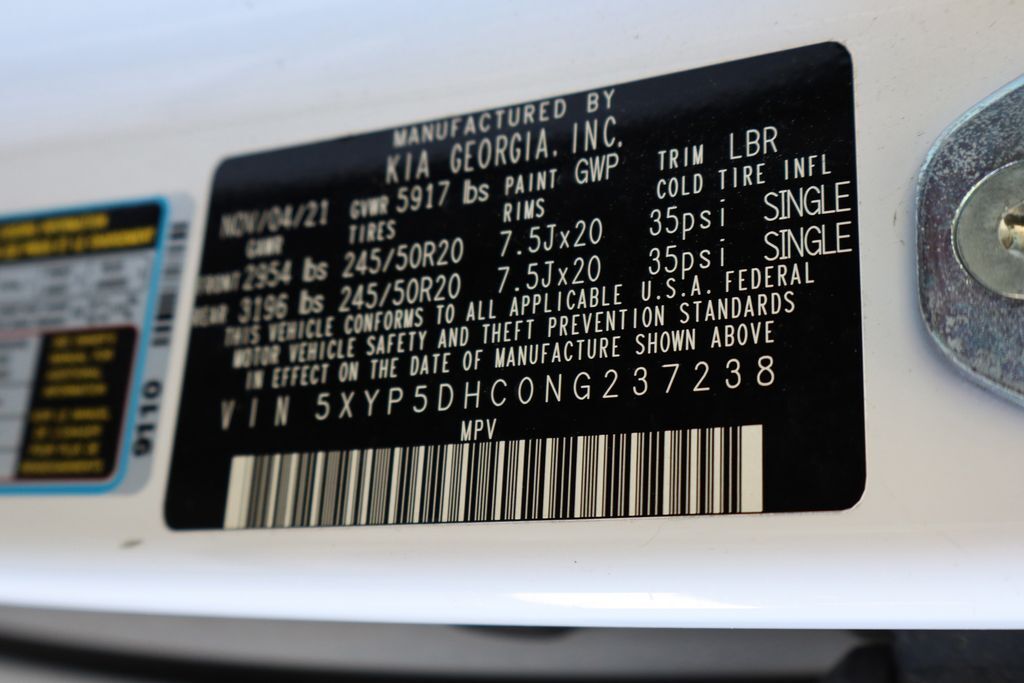 MANUFACTURED BY
KIA GEORGIA, INC.
NOV/04/21 GVWR 5917 lbs PAINT GWP TRIM LBR
GAWR TIRES RIMS COLD TIRE INFL
FRONT 2954 lbs 245/50R20 7.5Jx20 35psi SINGLE
REAR 3196 lbs 245/50R20 7.5Jx20 35psi SINGLE
THIS VEHICLE CONFORMS TO ALL APPLICABLE U.S.A. FEDERAL
MOTOR VEHICLE SAFETY AND THEFT PREVENTION STANDARDS
IN EFFECT ON THE DATE OF MANUFACTURE SHOWN ABOVE
VIN 5XYP5DHC0NG237238
MPV
9110